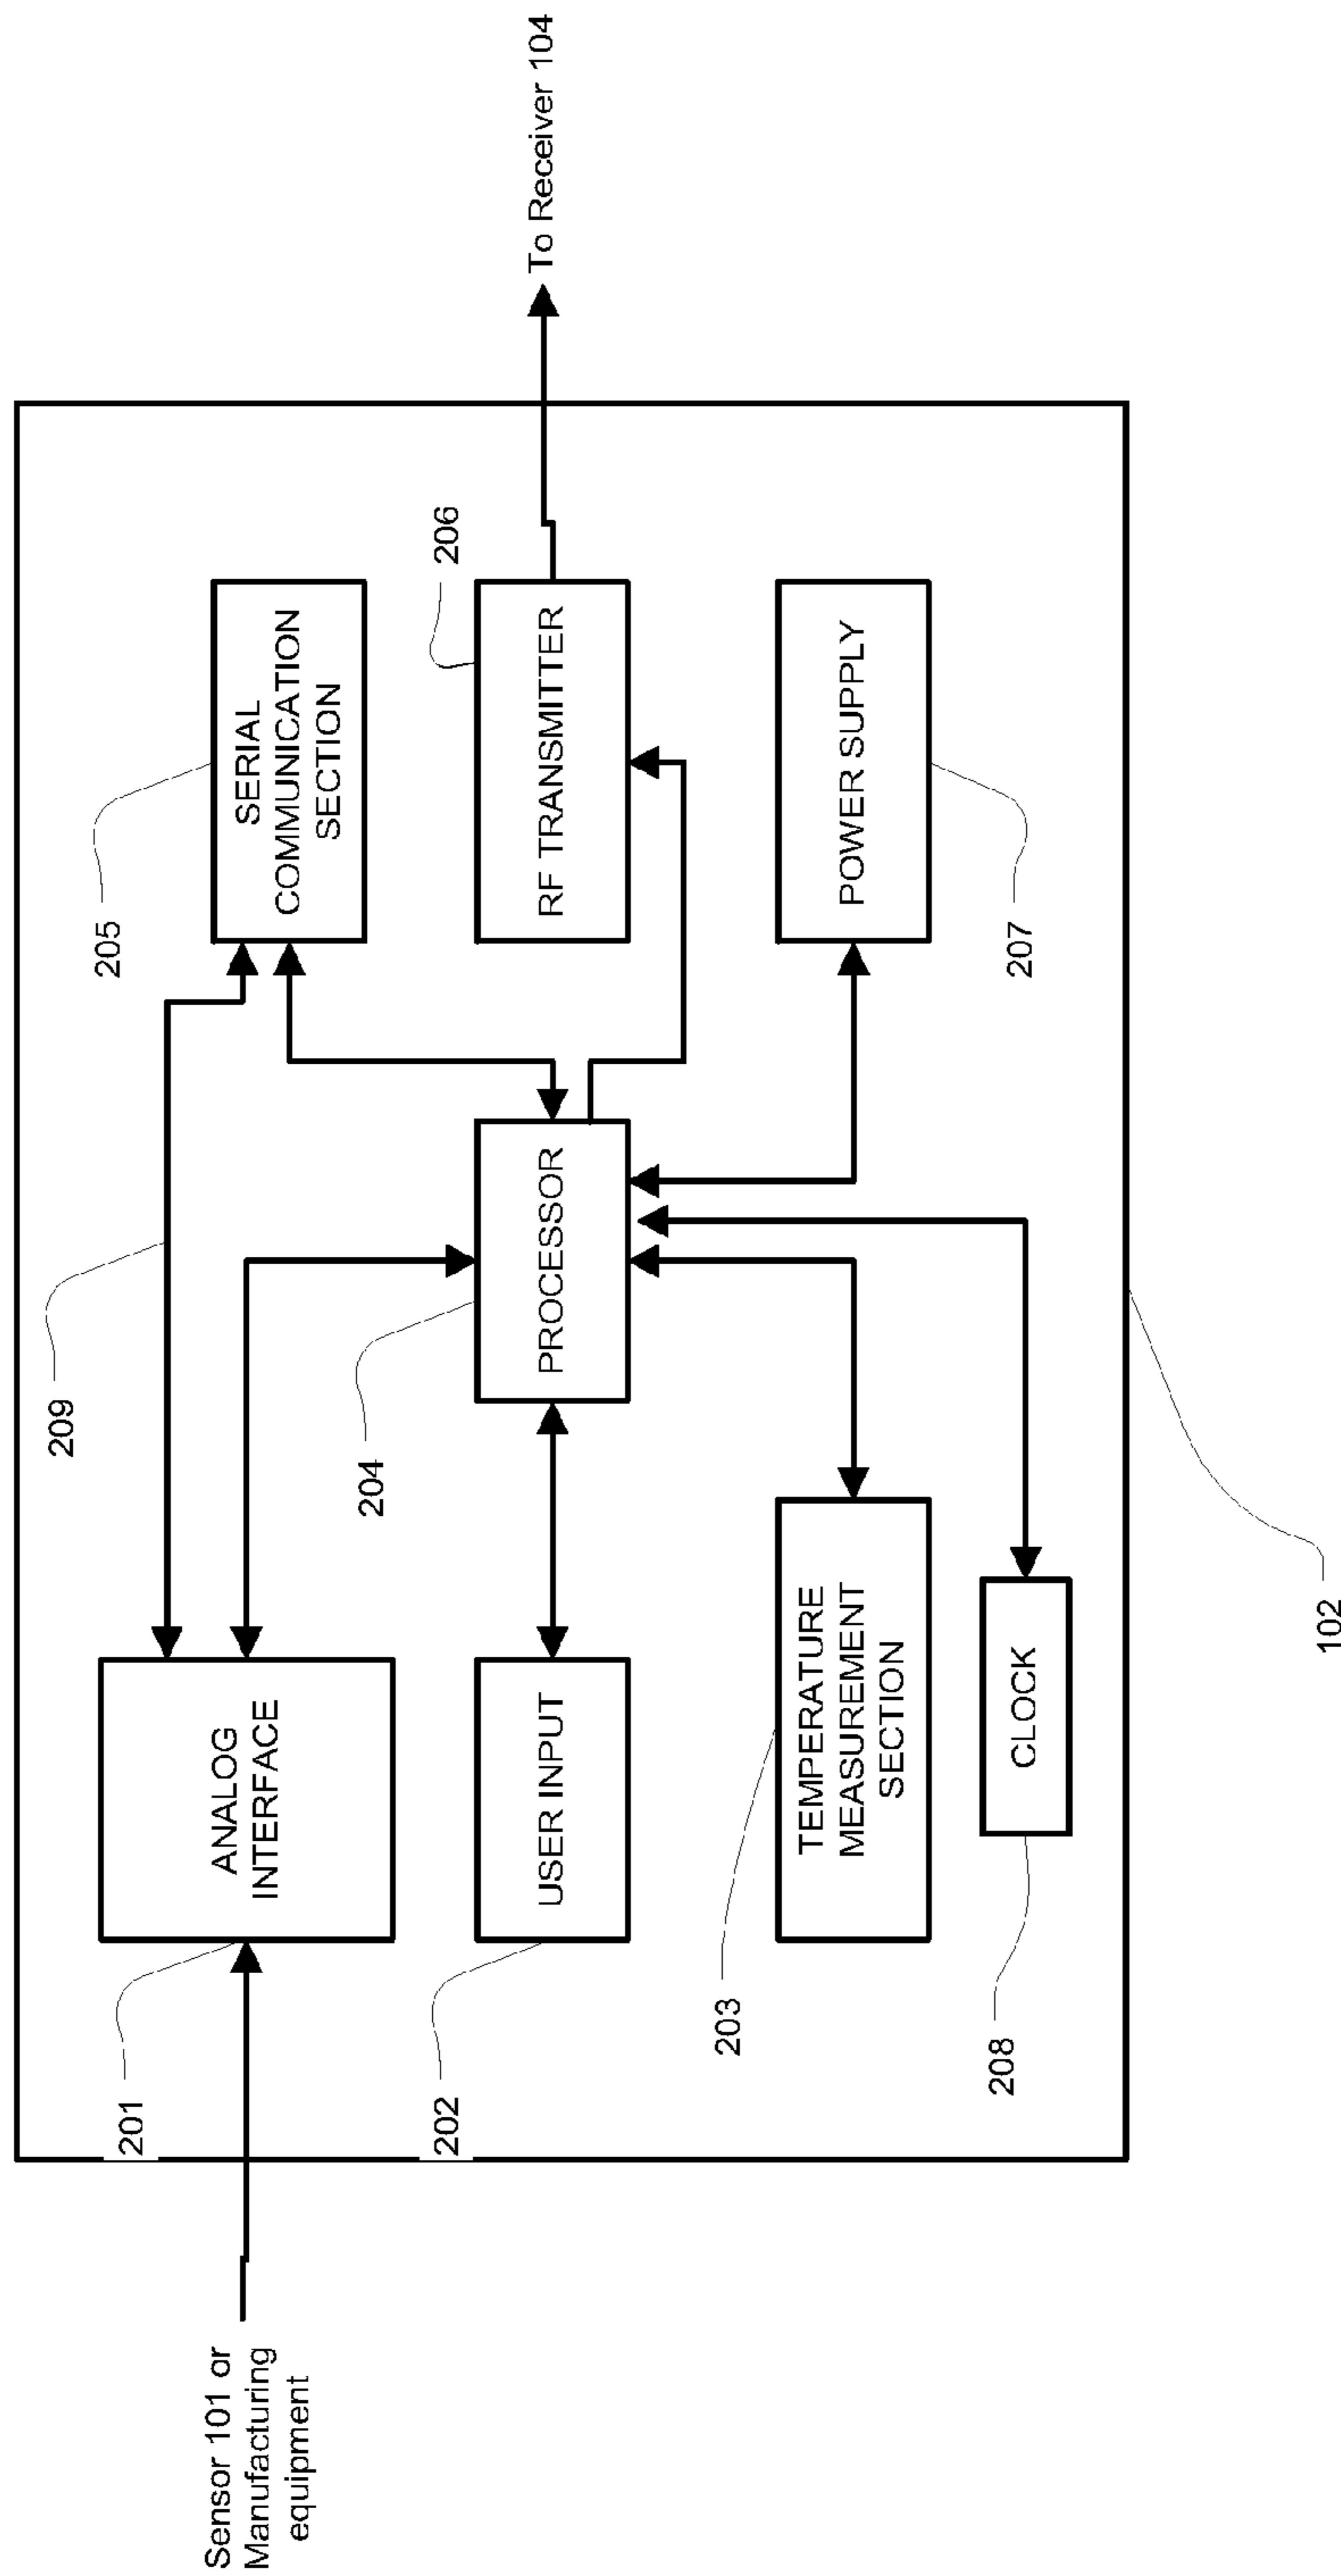 Sensor 101 or
Manufacturing
equipment
201
ANALOG
INTERFACE
209
205
SERIAL
COMMUNICATION
SECTION
202
USER INPUT
204
PROCESSOR
206
RF TRANSMITTER
To Receiver 104
203
TEMPERATURE
MEASUREMENT
SECTION
207
POWER SUPPLY
208
CLOCK
102